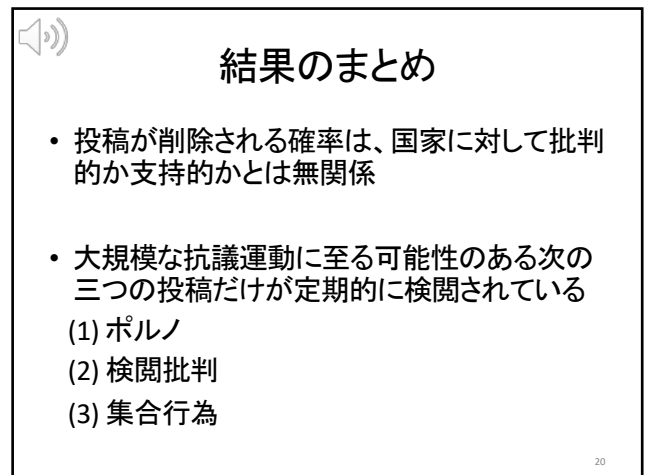 結果のまとめ
• 投稿が削除される確率は、国家に対して批判
的か支持的かとは無関係
• 大規模な抗議運動に至る可能性のある次の
三つの投稿だけが定期的に検閲されている
(1) ポルノ
(2) 検閲批判
(3) 集合行為
20